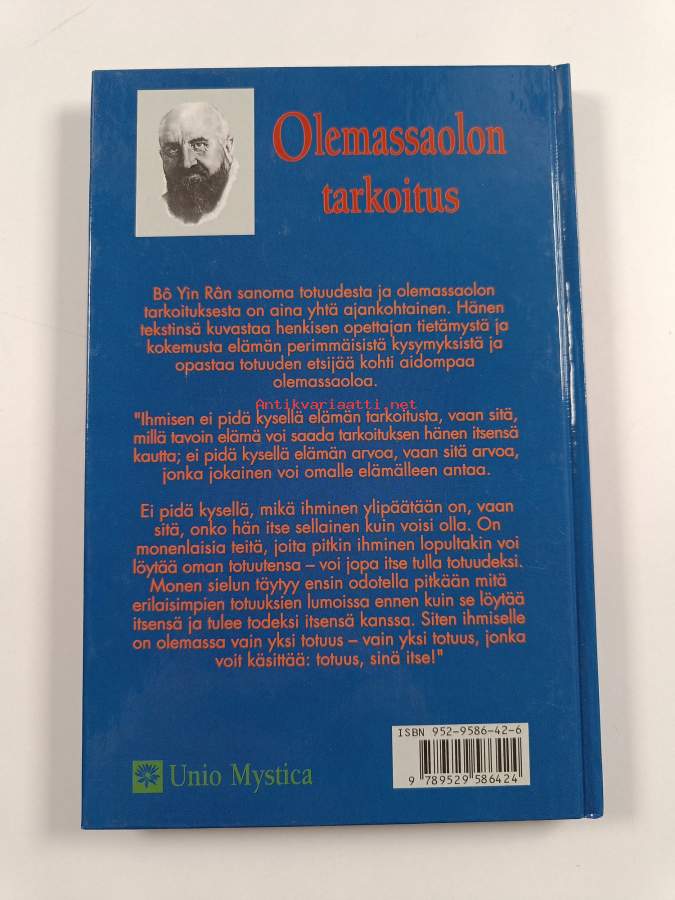 Olemassaolon
tarkoitus
Bô Yin Rân sanoma totuudesta ja olemassaolon
tarkoituksesta on aina yhtä ajankohtainen. Hänen
tekstinsä kuvastaa henkisen opettajan tietämystä ja
kokemusta elämän perimmäisistä kysymyksistä ja
opastaa totuuden etsijää kohti aidompaa
olemassaoloa.
Antikvariaatti.net
"Ihmisen ei pidä kysellä elämän tarkoitusta, vaan sitä,
millä tavoin elämä voi saada tarkoituksen hänen itsensä
kautta; ei pidä kysellä elämän arvoa, vaan sitä arvoa,
jonka jokainen voi omalle elämälleen antaa.
Ei pidä kysellä, mikä ihminen ylipäätään on, vaan
sitä, onko hän itse sellainen kuin voisi olla. On
monenlaisia teitä, joita pitkin ihminen lopultakin voi
löytää oman totuutensa – voi jopa itse tulla totuudeksi.
Monen sielun täytyy ensin odotella pitkään mitä
erilaisimpien totuuksien lumoissa ennen kuin se löytää
itsensä ja tulee todeksi itsensä kanssa. Siten ihmiselle
on olemassa vain yksi totuus – vain yksi totuus, jonka
voit käsittää: totuus, sinä itse!"
ISBN 952-9586-42-6
9 789529 586424
Unio Mystica